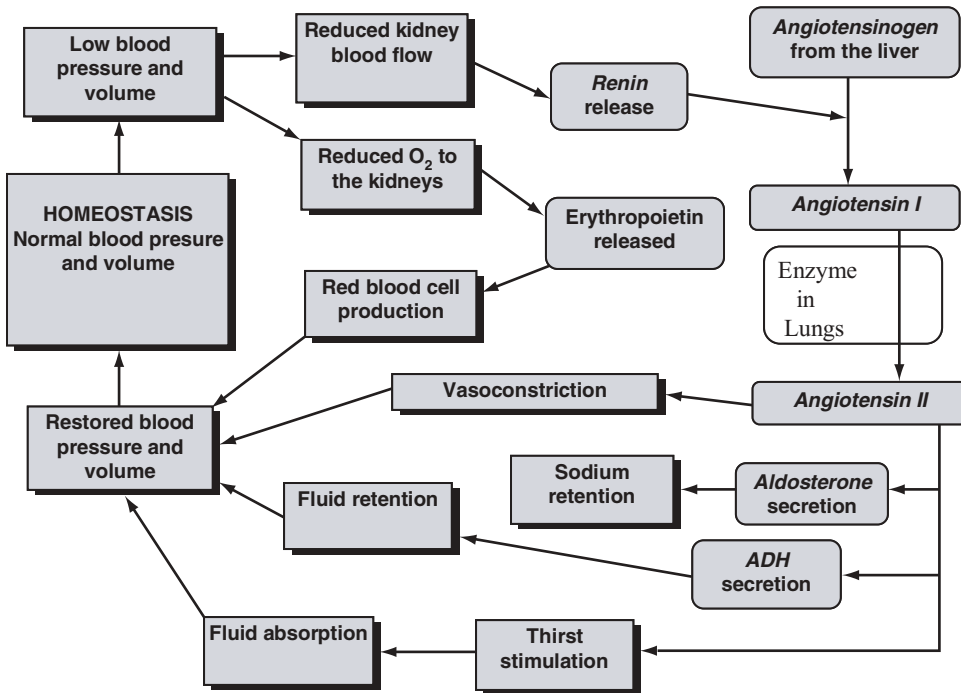 Low blood
pressure and
volume
Reduced kidney
blood flow
Renin
release
Angiotensinogen
from the liver
Reduced O₂ to
the kidneys
Erythropoietin
released
Angiotensin I
HOMEOSTASIS
Normal blood presure
and volume
Red blood cell
production
Enzyme
in
Lungs
Vasoconstriction
Angiotensin II
Restored blood
pressure and
volume
Sodium
retention
Aldosterone
secretion
Fluid retention
ADH
secretion
Fluid absorption
Thirst
stimulation